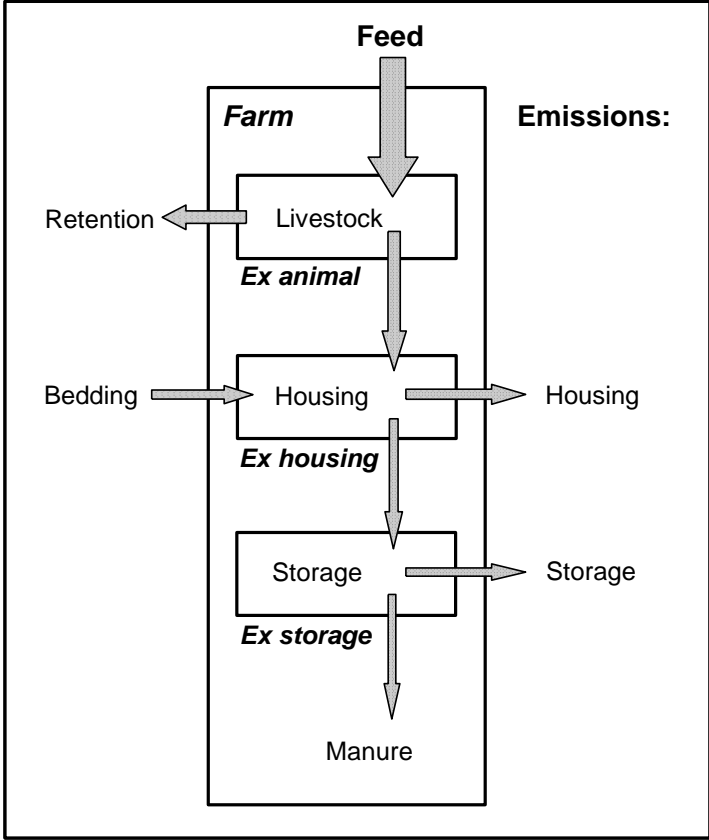 Feed
Farm
Emissions:
Retention
Livestock
Ex animal
Bedding
Housing
Housing
Ex housing
Storage
Storage
Ex storage
Manure